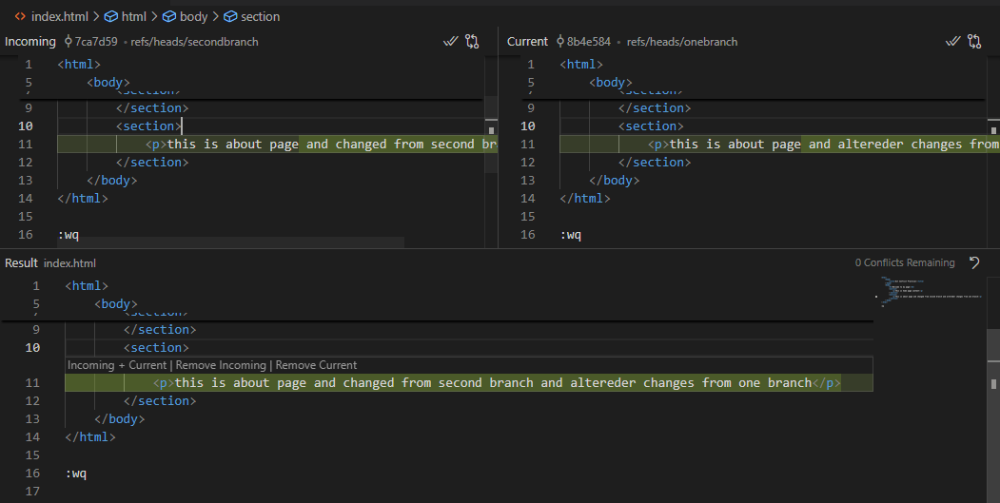 index.html > html > body > section
Incoming 7ca7d59 • refs/heads/secondbranch
1 <html>
5 <body>
7 <section>
9 </section>
10 <section>
11 <p>this is about page and changed from second br
12 </section>
13 </body>
14 </html>
15
16 :wq
Current 8b4e584 • refs/heads/onebranch
1 <html>
5 <body>
7 <section>
9 </section>
10 <section>
11 <p>this is about page and altereder changes from
12 </section>
13 </body>
14 </html>
15
16 :wq
Result index.html
0 Conflicts Remaining
1 <html>
5 <body>
7 <section>
9 </section>
10 <section>
Incoming + Current | Remove Incoming | Remove Current
11 <p>this is about page and changed from second branch and altereder changes from one branch</p>
12 </section>
13 </body>
14 </html>
15
16 :wq
17